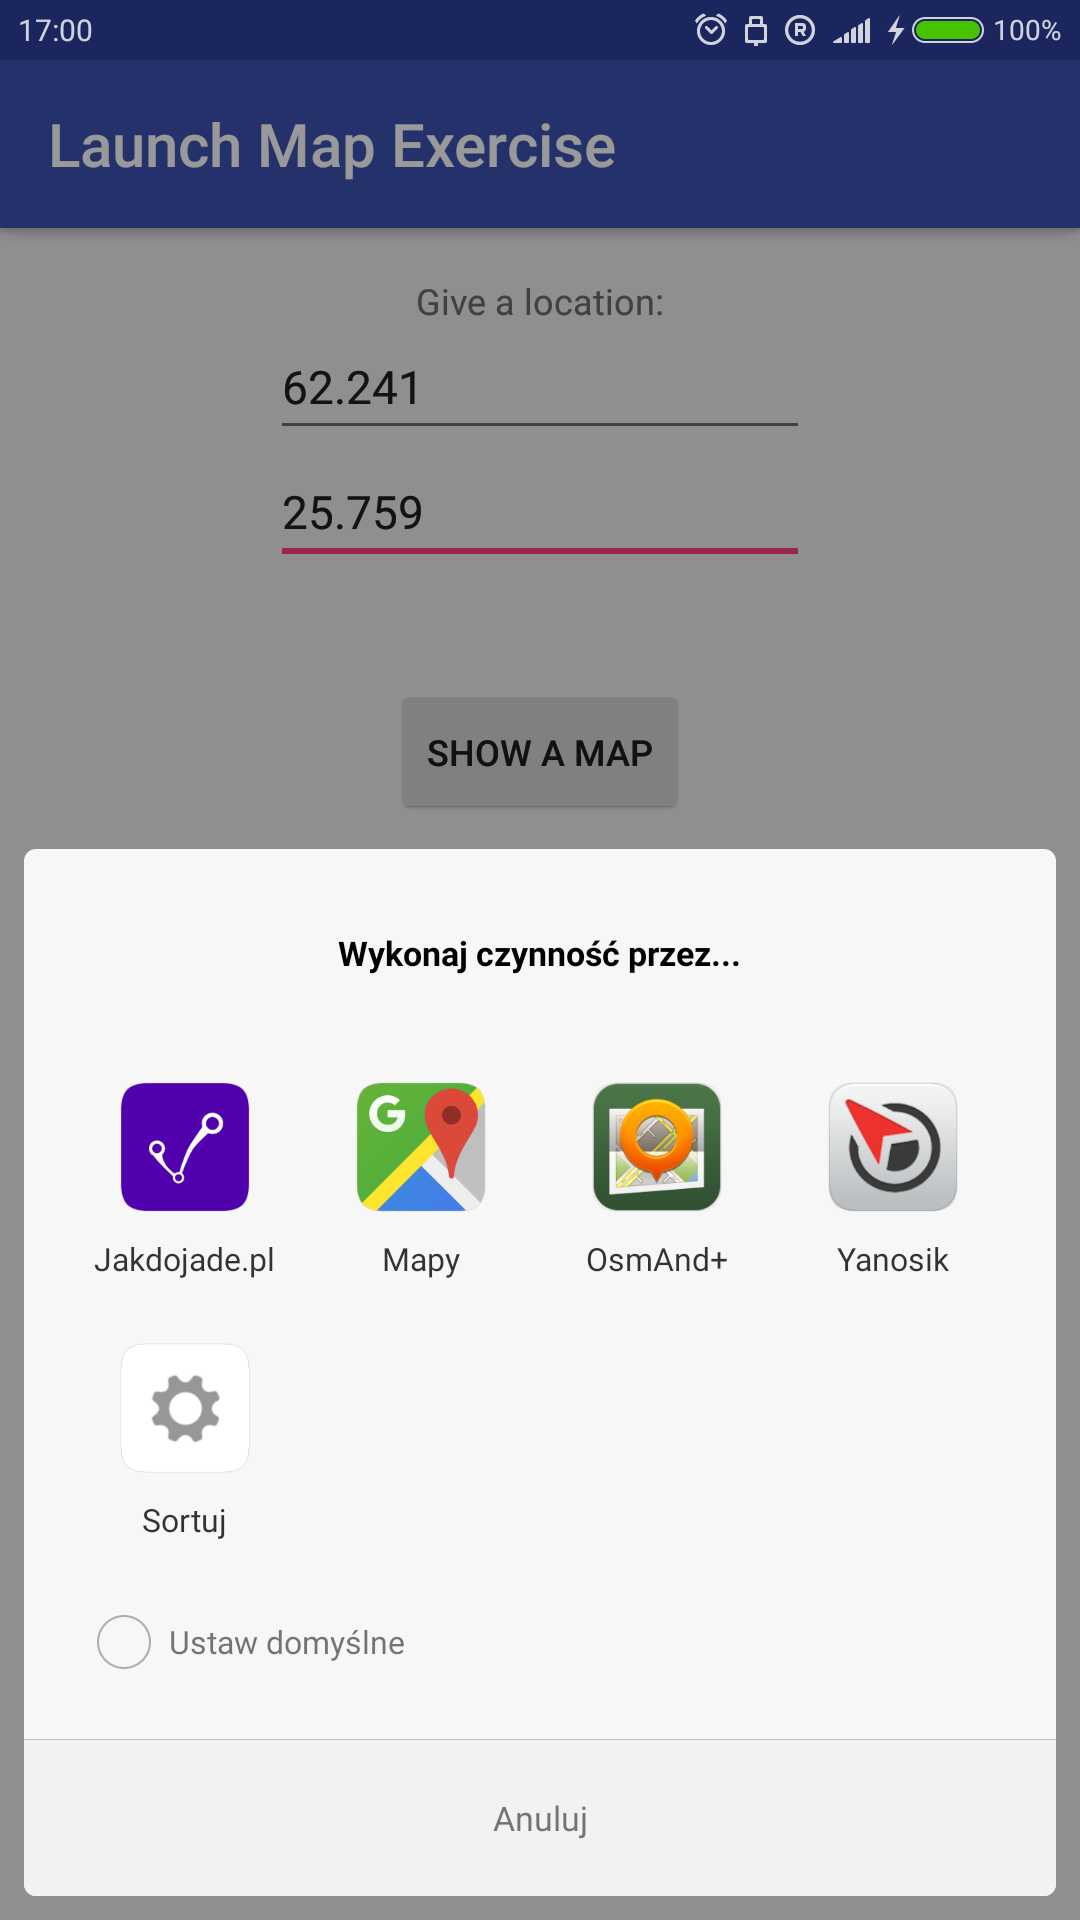 17:00 R 100%
Launch Map Exercise
Give a location:
62.241
25.759
SHOW A MAP
Wykonaj czynność przez...
G
Jakdojade.pl Mapy OsmAnd+ Yanosik
Sortuj
Ustaw domyślne
Anuluj